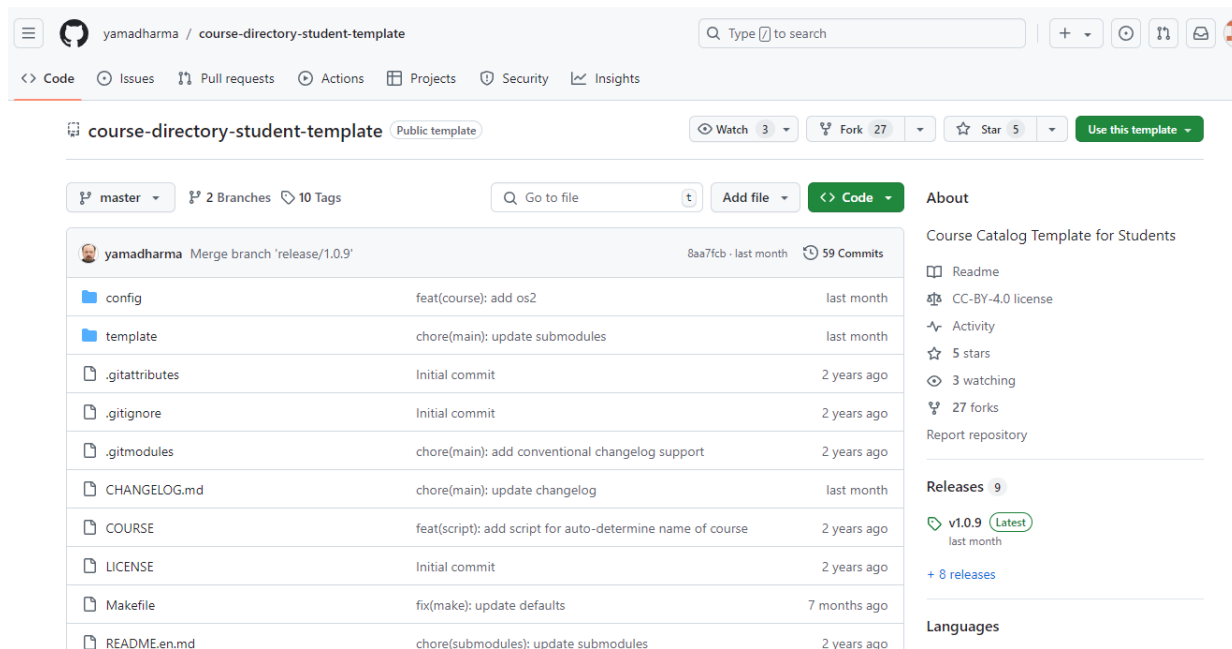 yamadharma / course-directory-student-template
Type / to search
Code Issues Pull requests Actions Projects Security Insights
course-directory-student-template Public template
Watch 3 Fork 27 Star 5 Use this template
master 2 Branches 10 Tags Go to file t Add file Code
yamadharma Merge branch 'release/1.0.9' 8aa7fcb · last month 59 Commits
config feat(course): add os2 last month
template chore(main): update submodules last month
.gitattributes Initial commit 2 years ago
.gitignore Initial commit 2 years ago
.gitmodules chore(main): add conventional changelog support 2 years ago
CHANGELOG.md chore(main): update changelog last month
COURSE feat(script): add script for auto-determine name of course 2 years ago
LICENSE Initial commit 2 years ago
Makefile fix(make): update defaults 7 months ago
README.en.md chore(submodules): update submodules 2 years ago
About
Course Catalog Template for Students
Readme
CC-BY-4.0 license
Activity
5 stars
3 watching
27 forks
Report repository
Releases 9
v1.0.9 Latest
last month
+ 8 releases
Languages